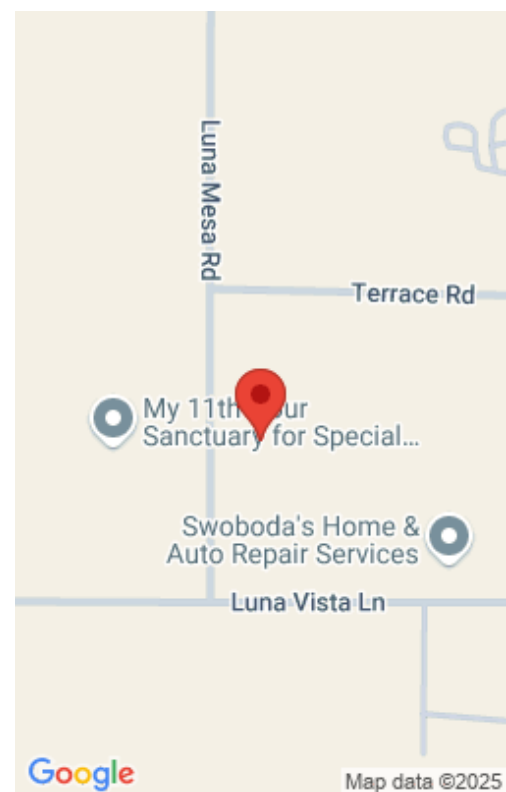 Luna Mesa Rd
Terrace Rd
My 11th ur
Sanctuary for Special...
Swoboda's Home &
Auto Repair Services
Luna Vista Ln
Google
Map data ©2025